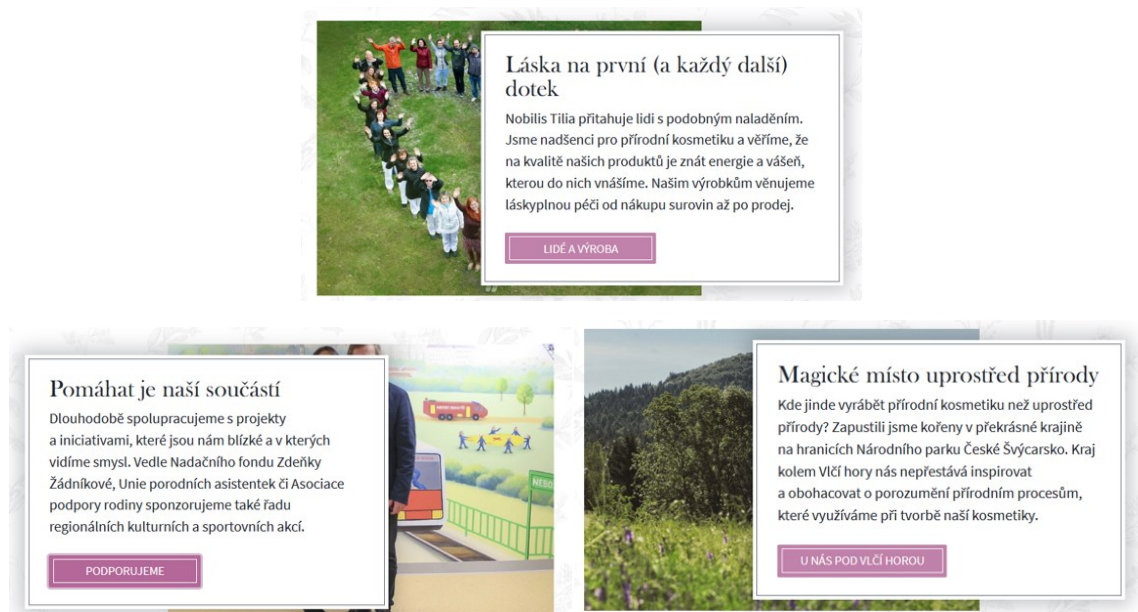 Láska na první (a každý další)
dotek
Nobilis Tilia přitahuje lidi s podobným naladěním.
Jsme nadšenci pro přírodní kosmetiku a věříme, že
na kvalitě našich produktů je znát energie a vášeň,
kterou do nich vnášíme. Našim výrobkům věnujeme
láskyplnou péči od nákupu surovin až po prodej.
LIDÉ A VÝROBA
Pomáhat je naší součástí
Dlouhodobě spolupracujeme s projekty
a iniciativami, které jsou nám blízké a v kterých
vidíme smysl. Vedle Nadačního fondu Zdeňky
Žádníkové, Unie porodních asistentek či Asociace
podpory rodiny sponzorujeme také řadu
regionálních kulturních a sportovních akcí.
PODPORUJEME
Magické místo uprostřed přírody
Kde jinde vyrábět přírodní kosmetiku než uprostřed
přírody? Zapustili jsme kořeny v překrásné krajině
na hranicích Národního parku České Švýcarsko. Kraj
kolem Vlčí hory nás nepřestává inspirovat
a obohacovat o porozumění přírodním procesům,
které využíváme při tvorbě naší kosmetiky.
U NÁS POD VLČÍ HOROU